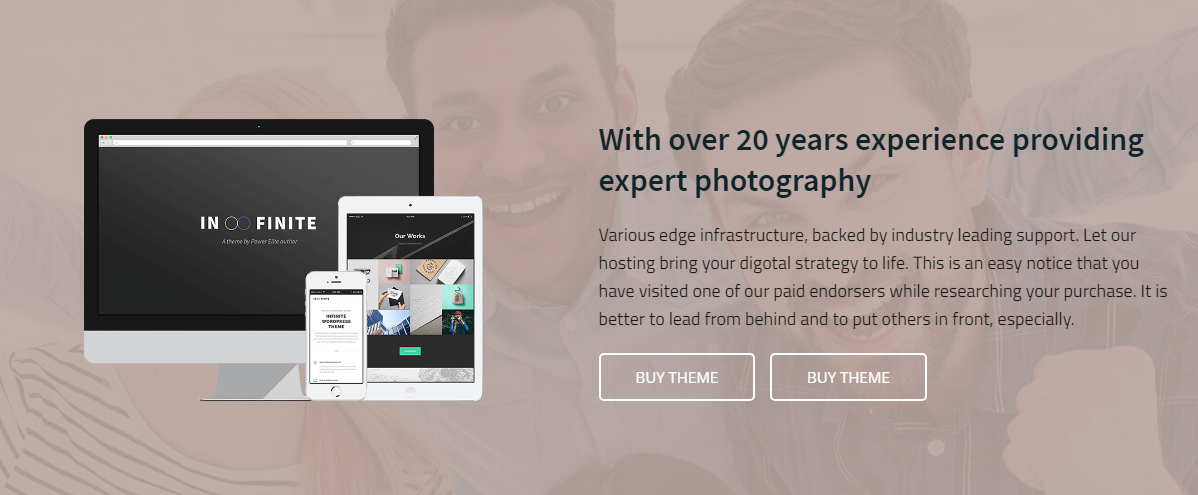 With over 20 years experience providing
expert photography
Various edge infrastructure, backed by industry leading support. Let our
hosting bring your digotal strategy to life. This is an easy notice that you
have visited one of our paid endorsers while researching your purchase. It is
better to lead from behind and to put others in front, especially.
BUY THEME BUY THEME
IN FINITE
A theme by Power Elite author
Our Works
INFINITE
WORDPRESS
THEME